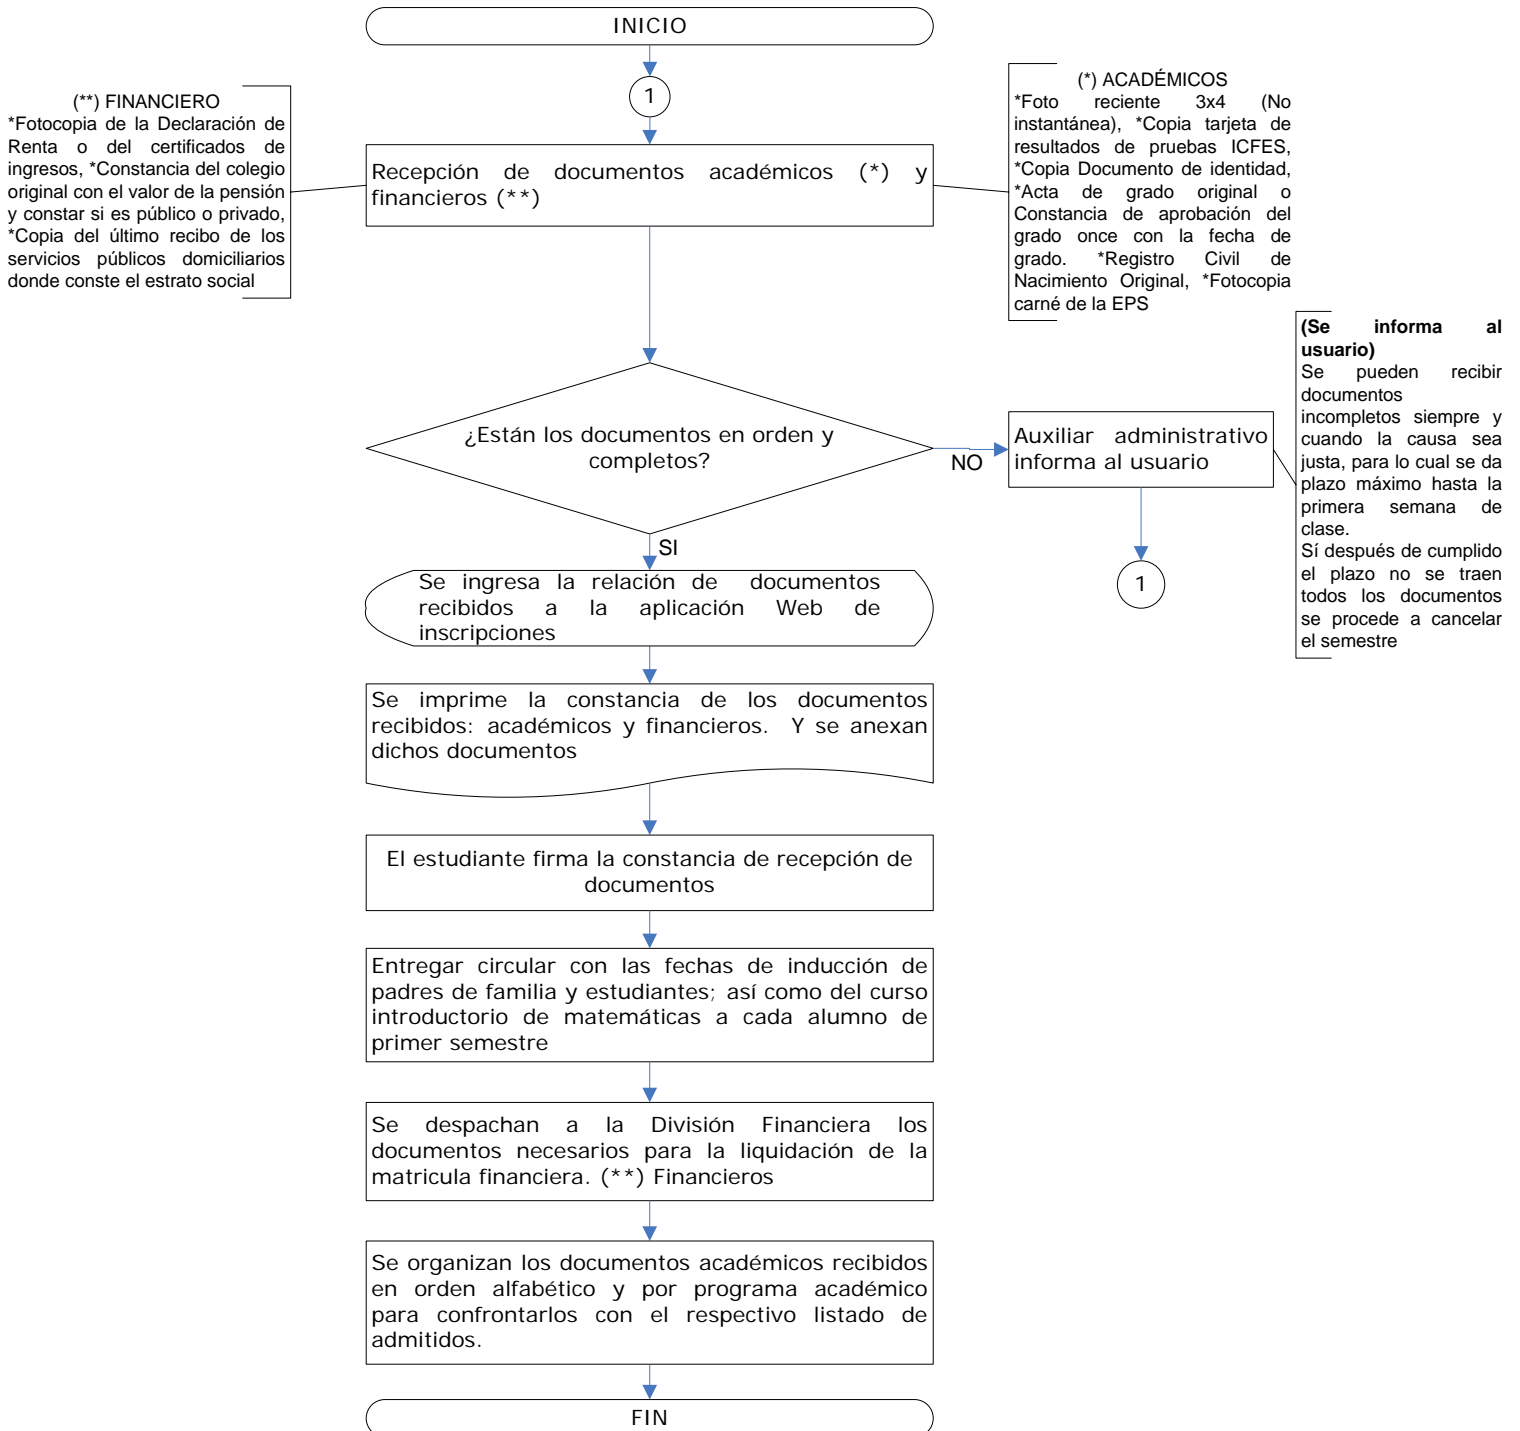 INICIO
1
(**) FINANCIERO
*Fotocopia de la Declaración de
Renta o del certificados de
ingresos, *Constancia del colegio
original con el valor de la pensión
y constar si es público o privado,
*Copia del último recibo de los
servicios públicos domiciliarios
donde conste el estrato social
Recepción de documentos académicos (*) y
financieros (**)
(*) ACADÉMICOS
*Foto reciente 3x4 (No
instantánea), *Copia tarjeta de
resultados de pruebas ICFES,
*Copia Documento de identidad,
*Acta de grado original o
Constancia de aprobación del
grado once con la fecha de
grado. *Registro Civil de
Nacimiento Original, *Fotocopia
carné de la EPS
¿Están los documentos en orden y
completos?
NO
Auxiliar administrativo
informa al usuario
1
(Se informa al
usuario)
Se pueden recibir
documentos
incompletos siempre y
cuando la causa sea
justa, para lo cual se da
plazo máximo hasta la
primera semana de
clase.
Sí después de cumplido
el plazo no se traen
todos los documentos
se procede a cancelar
el semestre
SI
Se ingresa la relación de documentos
recibidos a la aplicación Web de
inscripciones
Se imprime la constancia de los documentos
recibidos: académicos y financieros. Y se anexan
dichos documentos
El estudiante firma la constancia de recepción de
documentos
Entregar circular con las fechas de inducción de
padres de familia y estudiantes; así como del curso
introductorio de matemáticas a cada alumno de
primer semestre
Se despachan a la División Financiera los
documentos necesarios para la liquidación de la
matricula financiera. (**) Financieros
Se organizan los documentos académicos recibidos
en orden alfabético y por programa académico
para confrontarlos con el respectivo listado de
admitidos.
FIN